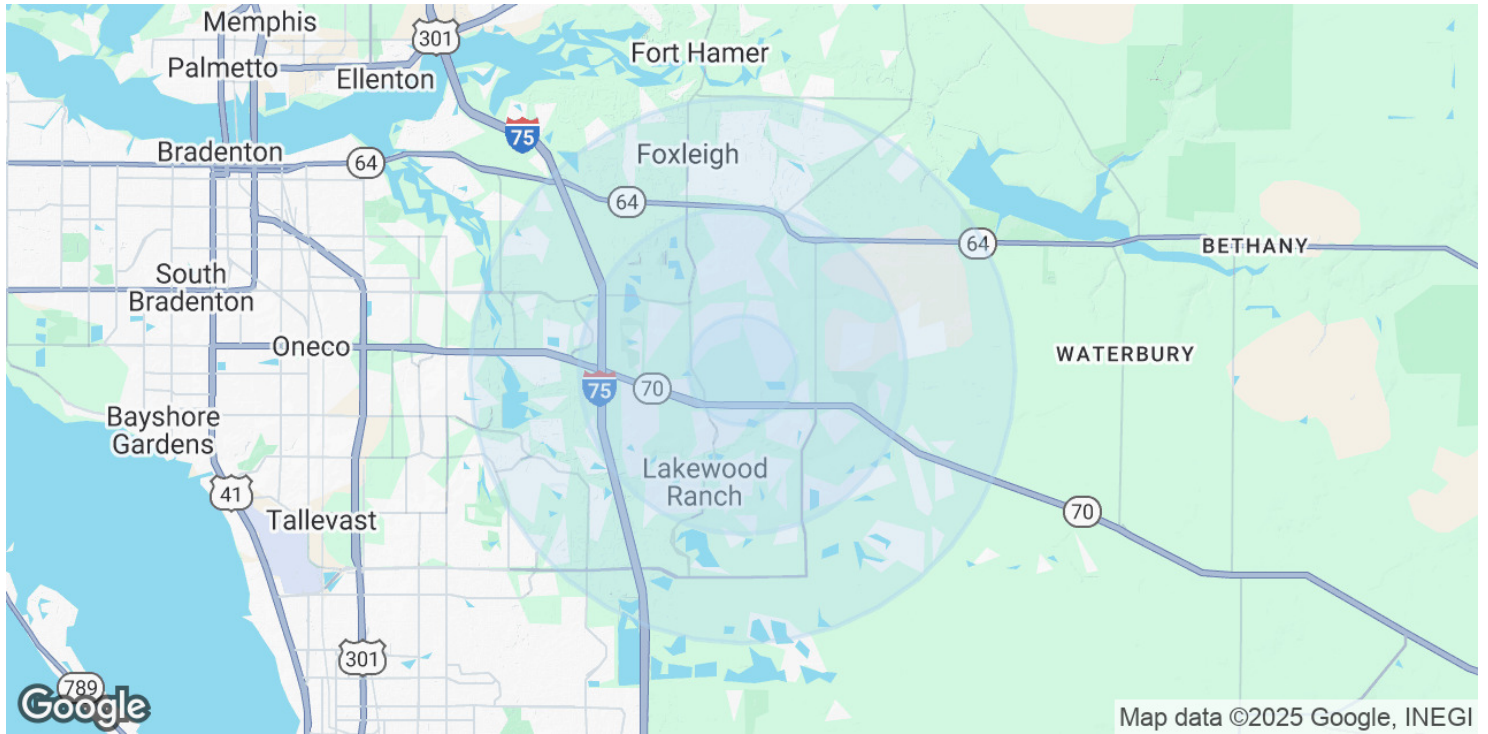 Memphis
301
Fort Hamer
Palmetto
Ellenton
75
Bradenton
64
Foxleigh
64
64
BETHANY
South
Bradenton
Oneco
WATERBURY
75
70
Bayshore
Gardens
Lakewood
Ranch
41
Tallevast
70
301
789
Google
Map data ©2025 Google, INEGI